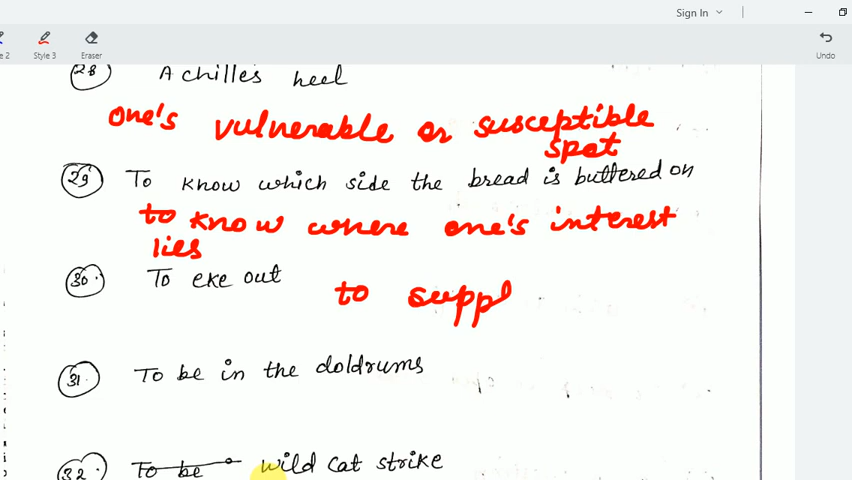 Sign In
2
Style 3
Eraser
Undo
28 Achilles heel
one's vulnerable or susceptible
spot
29 To know which side the bread is buttered on
to know where one's interest
lies
30. To eke out
to suppl
31. To be in the doldrums
32. To be wild cat strike